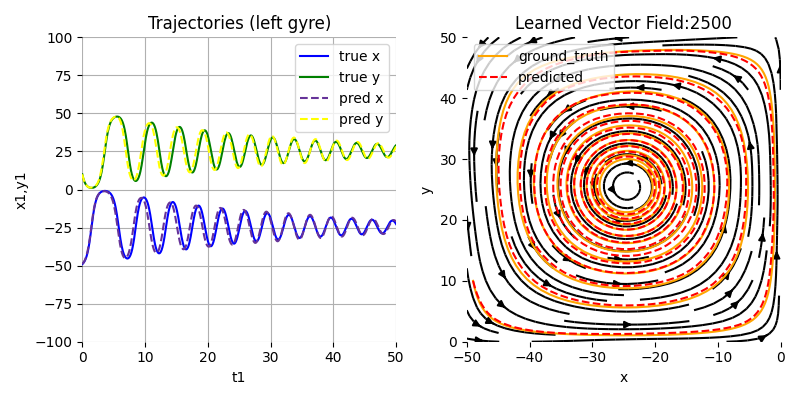 Trajectories (left gyre)
100
75
50
25
0
−25
−50
−75
−100
x1,y1
0 10 20 30 40 50
t1
true x
true y
pred x
pred y
Learned Vector Field:2500
50
40
30
20
10
0
y
−50 −40 −30 −20 −10 0
x
ground_truth
predicted